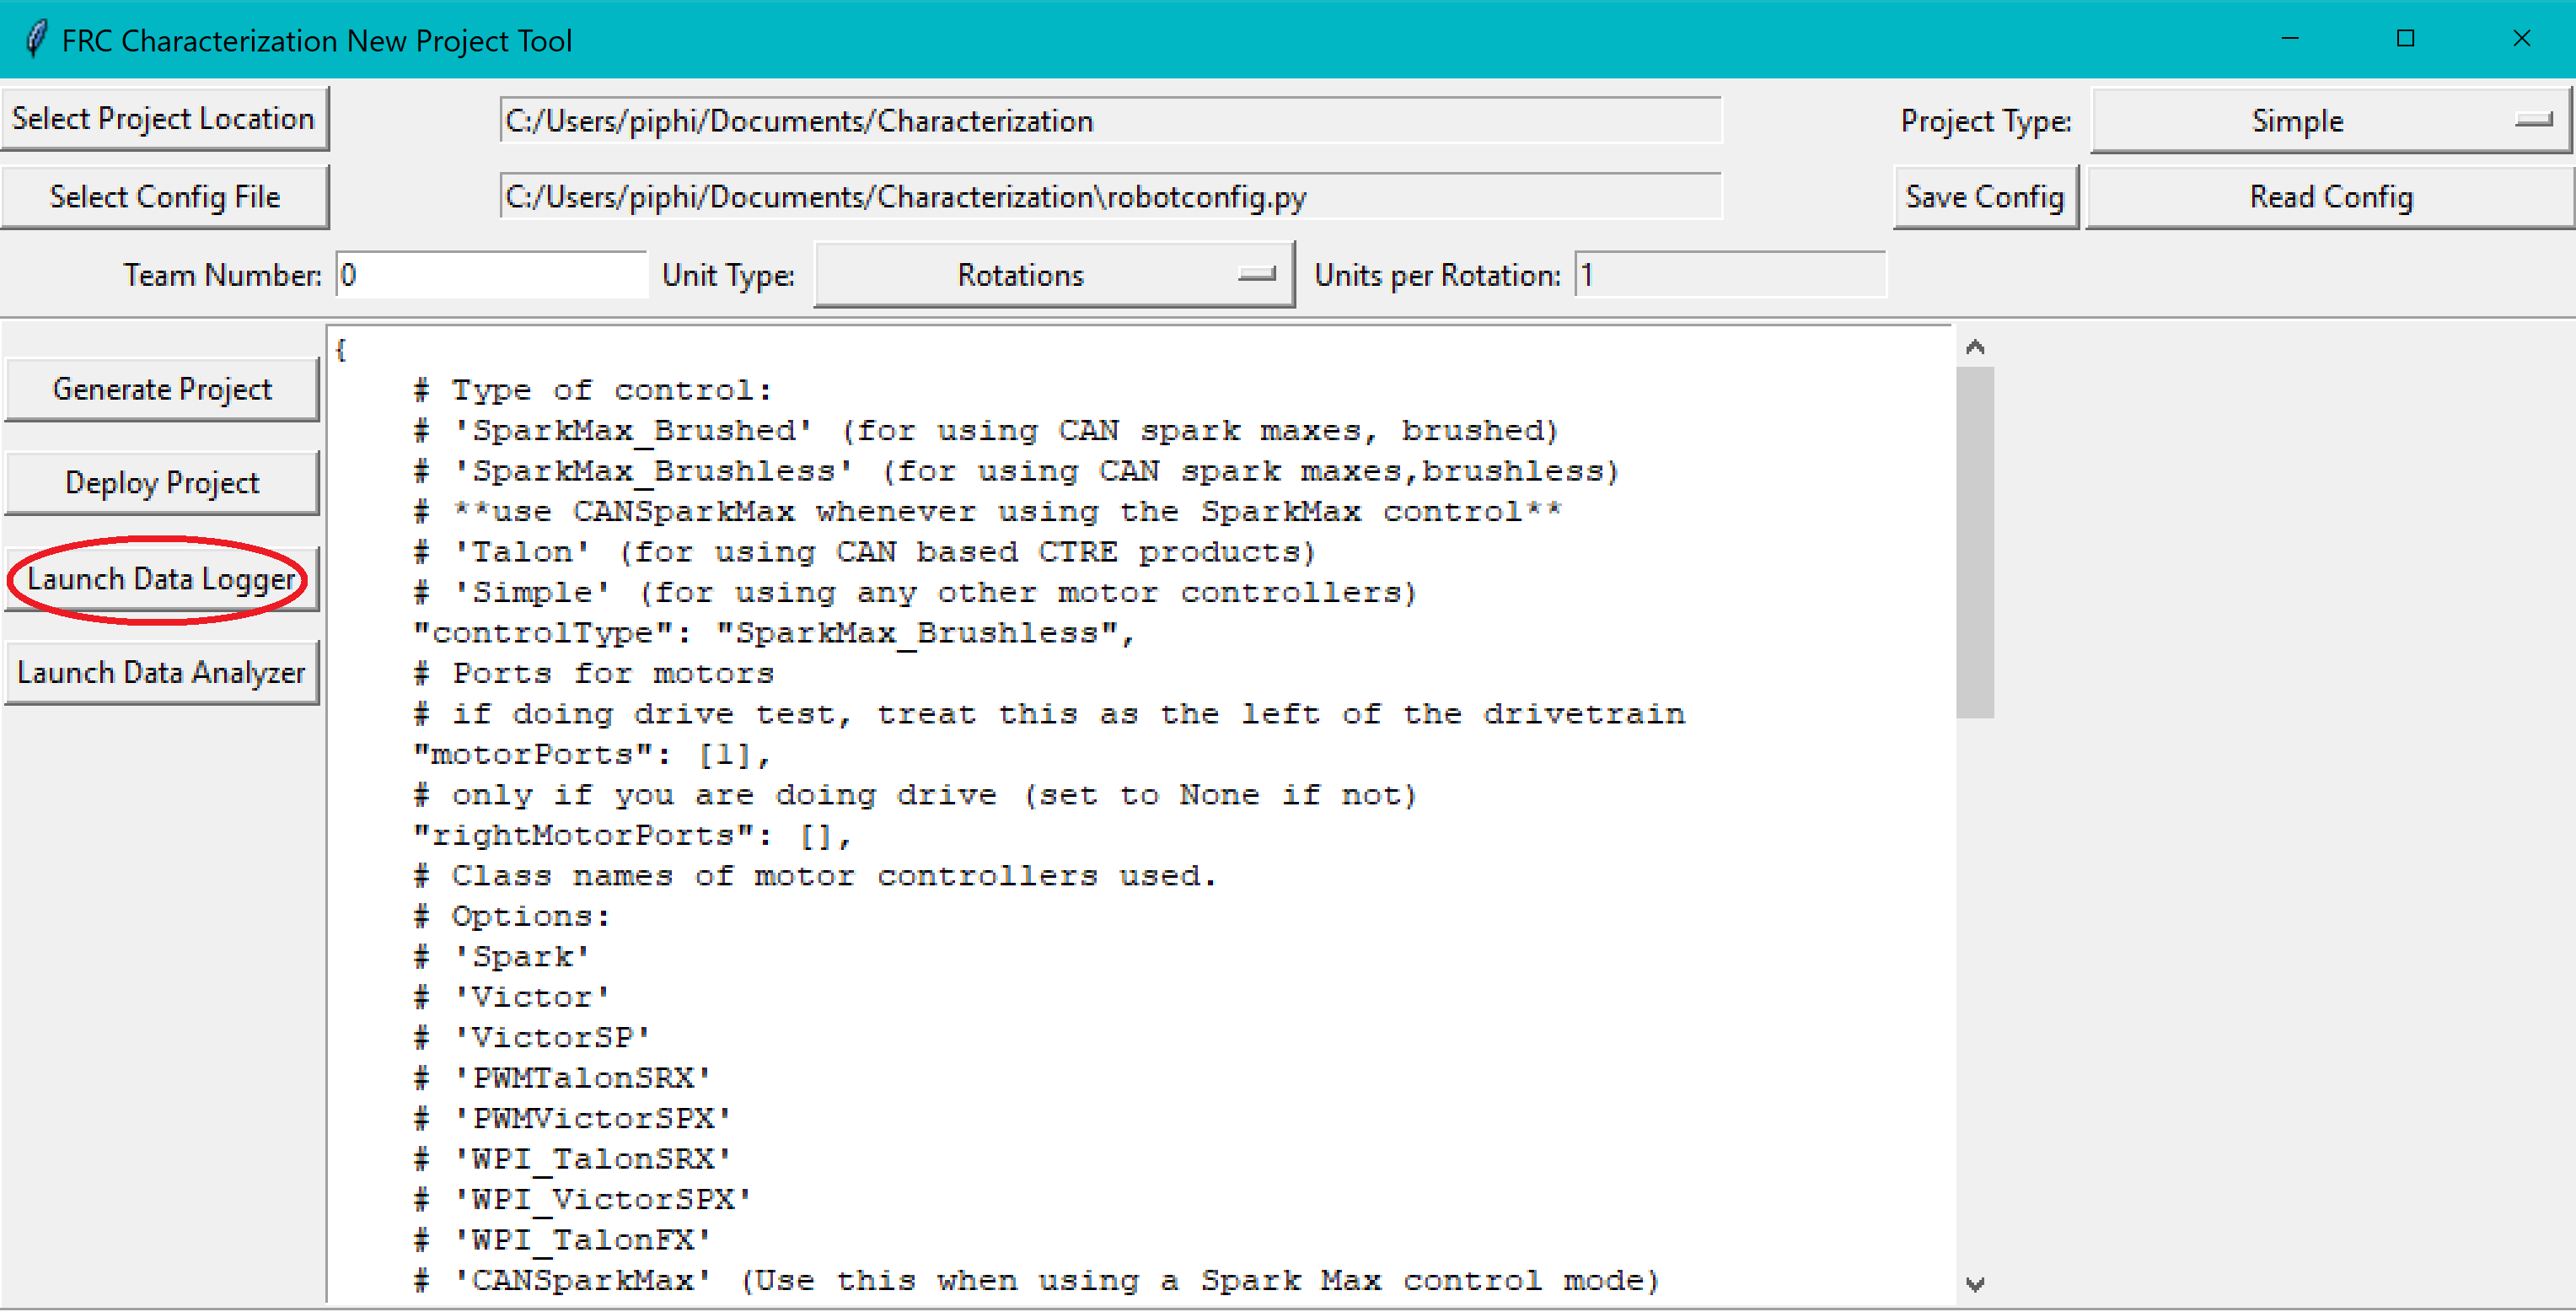 FRC Characterization New Project Tool
Select Project Location
C:/Users/piphi/Documents/Characterization
Project Type:
Simple
Select Config File
C:/Users/piphi/Documents/Characterization\robotconfig.py
Save Config
Read Config
Team Number:
0
Unit Type:
Rotations
Units per Rotation:
1
Generate Project
Deploy Project
Launch Data Logger
Launch Data Analyzer
{
# Type of control:
# 'SparkMax_Brushed' (for using CAN spark maxes, brushed)
# 'SparkMax_Brushless' (for using CAN spark maxes,brushless)
# **use CANSparkMax whenever using the SparkMax control**
# 'Talon' (for using CAN based CTRE products)
# 'Simple' (for using any other motor controllers)
"controlType": "SparkMax_Brushless",
# Ports for motors
# if doing drive test, treat this as the left of the drivetrain
"motorPorts": [1],
# only if you are doing drive (set to None if not)
"rightMotorPorts": [],
# Class names of motor controllers used.
# Options:
# 'Spark'
# 'Victor'
# 'VictorSP'
# 'PWMTalonSRX'
# 'PWMVictorSPX'
# 'WPI_TalonSRX'
# 'WPI_VictorSPX'
# 'WPI_TalonFX'
# 'CANSparkMax' (Use this when using a Spark Max control mode)